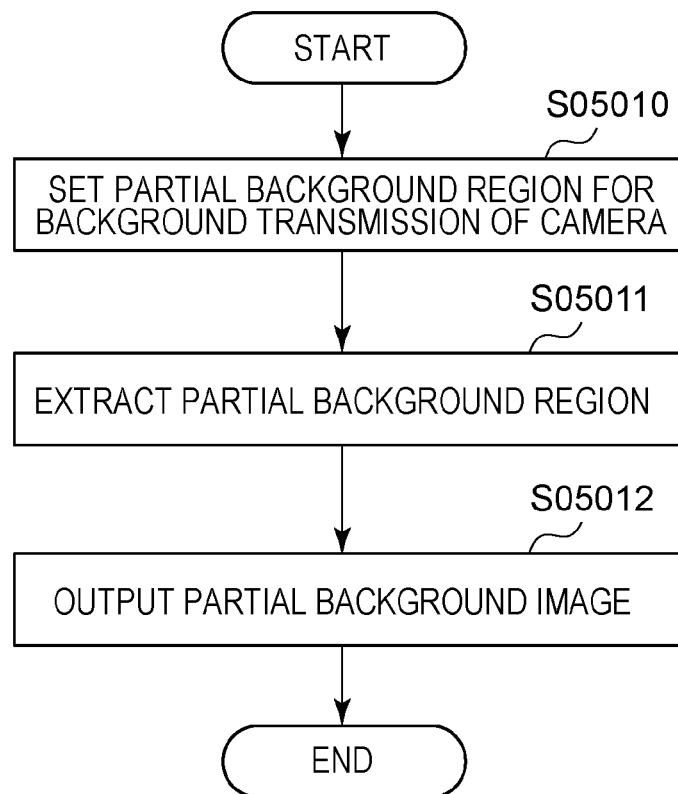 START
S05010
SET PARTIAL BACKGROUND REGION FOR
BACKGROUND TRANSMISSION OF CAMERA
S05011
EXTRACT PARTIAL BACKGROUND REGION
S05012
OUTPUT PARTIAL BACKGROUND IMAGE
END